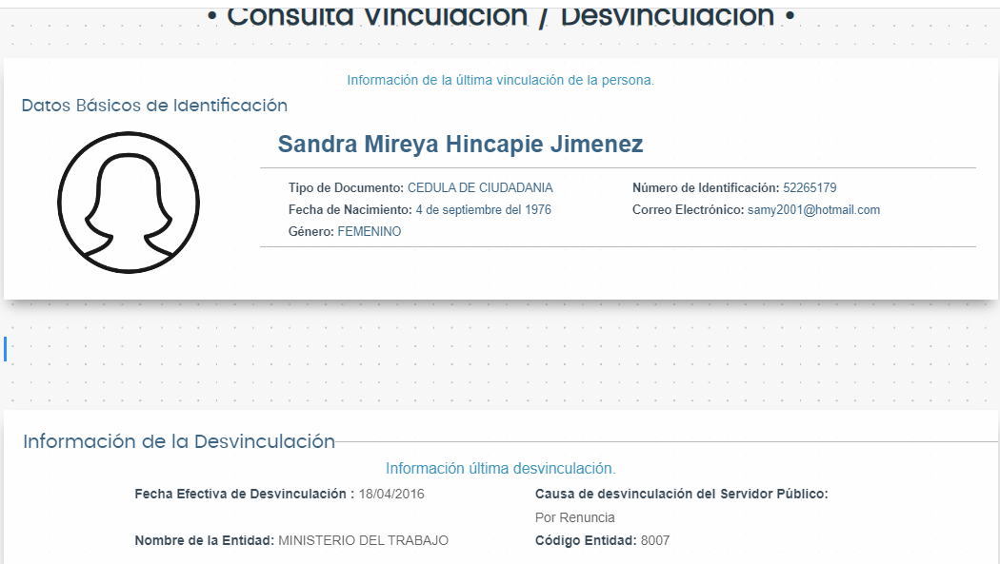 • Consulta Vinculación / Desvinculación •
Información de la última vinculación de la persona.
Datos Básicos de Identificación
Sandra Mireya Hincapie Jimenez
Tipo de Documento: CEDULA DE CIUDADANIA Número de Identificación: 52265179
Fecha de Nacimiento: 4 de septiembre del 1976 Correo Electrónico: samy2001@hotmail.com
Género: FEMENINO
Información de la Desvinculación
Información última desvinculación.
Fecha Efectiva de Desvinculación : 18/04/2016 Causa de desvinculación del Servidor Público:
Por Renuncia
Nombre de la Entidad: MINISTERIO DEL TRABAJO Código Entidad: 8007